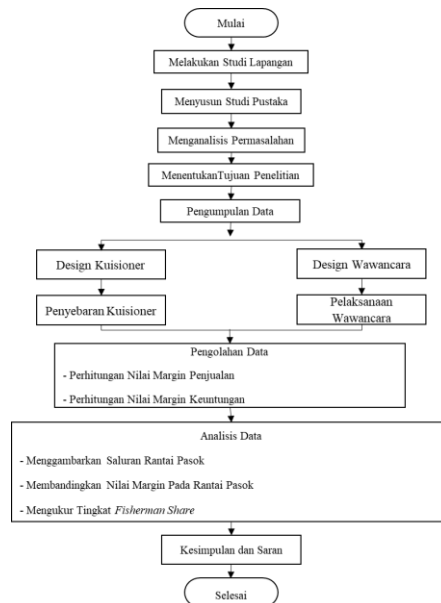 Mulai
Melakukan Studi Lapangan
Menyusun Studi Pustaka
Menganalisis Permasalahan
MenentukanTujuan Penelitian
Pengumpulan Data
Design Kuisioner
Penyebaran Kuisioner
Design Wawancara
Pelaksanaan
Wawancara
Pengolahan Data
- Perhitungan Nilai Margin Penjualan
- Perhitungan Nilai Margin Keuntungan
Analisis Data
- Menggambarkan Saluran Rantai Pasok
- Membandingkan Nilai Margin Pada Rantai Pasok
- Mengukur Tingkat Fisherman Share
Kesimpulan dan Saran
Selesai